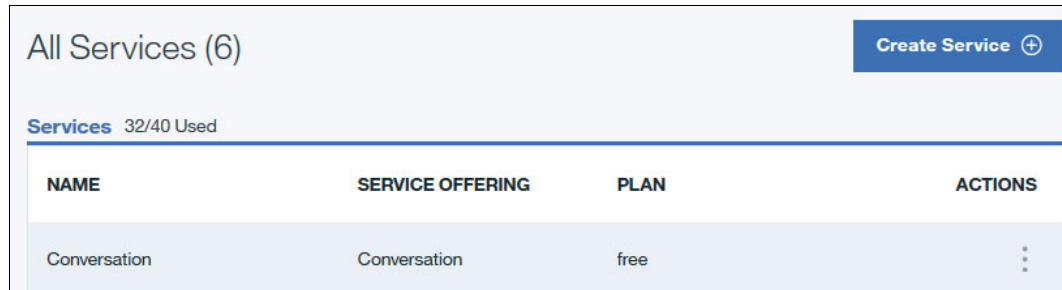 All Services (6)
Create Service
Services 32/40 Used
NAME SERVICE OFFERING PLAN ACTIONS
Conversation Conversation free